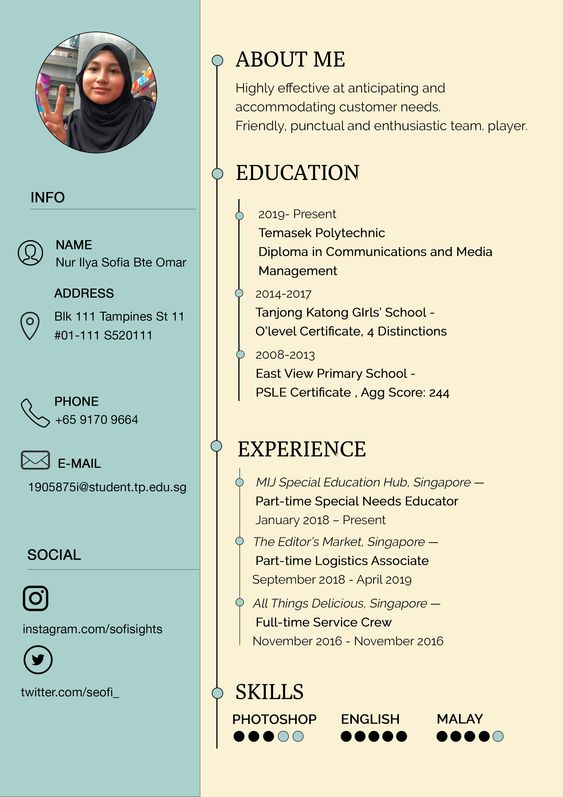 INFO
NAME
Nur Ilya Sofia Bte Omar
ADDRESS
Blk 111 Tampines St 11
#01-111 S520111
PHONE
+65 9170 9664
E-MAIL
1905875i@student.tp.edu.sg
SOCIAL
instagram.com/sofisights
twitter.com/seofi_
ABOUT ME
Highly effective at anticipating and
accommodating customer needs.
Friendly, punctual and enthusiastic team. player.
EDUCATION
2019- Present
Temasek Polytechnic
Diploma in Communications and Media
Management
2014-2017
Tanjong Katong GIrls' School -
O'level Certificate, 4 Distinctions
2008-2013
East View Primary School -
PSLE Certificate , Agg Score: 244
EXPERIENCE
MIJ Special Education Hub, Singapore —
Part-time Special Needs Educator
January 2018 – Present
The Editor's Market, Singapore —
Part-time Logistics Associate
September 2018 - April 2019
All Things Delicious, Singapore —
Full-time Service Crew
November 2016 - November 2016
SKILLS
PHOTOSHOP ENGLISH MALAY